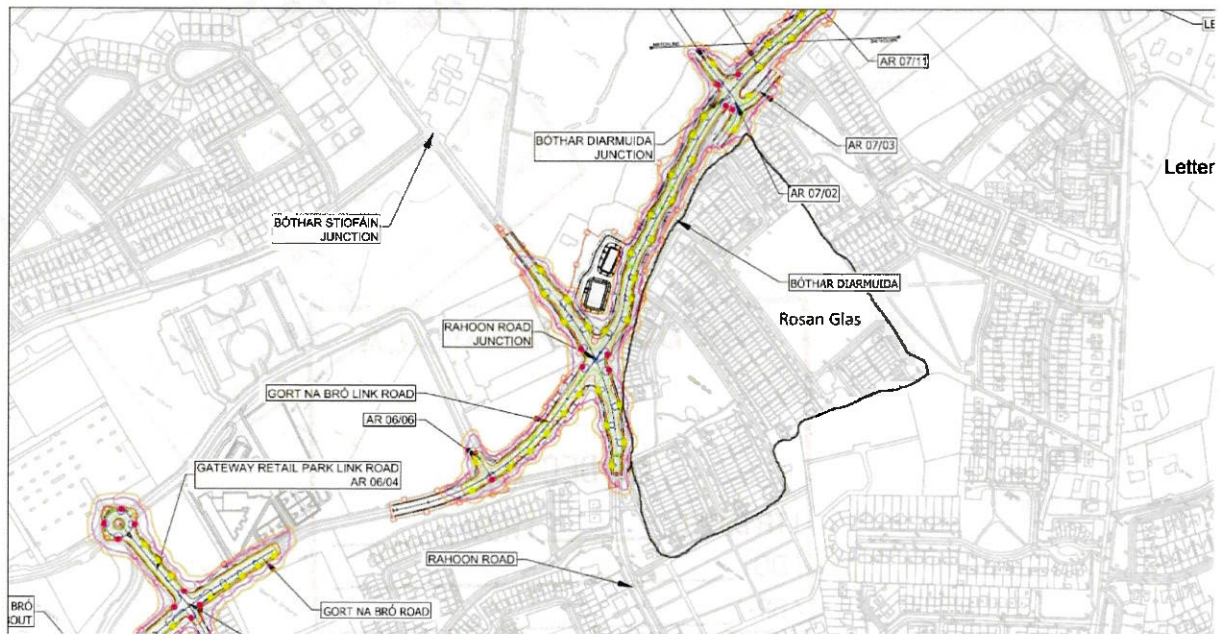 LE
AR 07/11
BÓTHAR DIARMUIDA
JUNCTION
AR 07/03
Letter
AR 07/02
BÓTHAR STIOFÁIN
JUNCTION
BÓTHAR DIARMUIDA
Rosan Glas
RAHOON ROAD
JUNCTION
GORT NA BRÓ LINK ROAD
AR 06/06
GATEWAY RETAIL PARK LINK ROAD
AR 06/04
RAHOON ROAD
GORT NA BRÓ ROAD
BRÓ
OUT